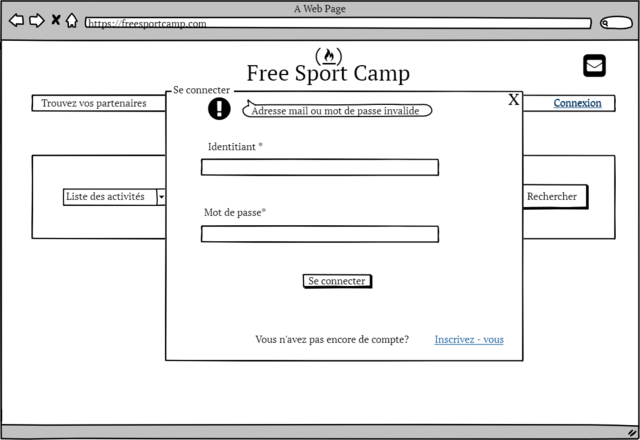 A Web Page
https://freesportcamp.com
Free Sport Camp
Se connecter
X
Trouvez vos partenaires
Adresse mail ou mot de passe invalide
Connexion
Identitiant *
Liste des activités
Rechercher
Mot de passe*
Se connecter
Vous n'avez pas encore de compte?
Inscrivez - vous